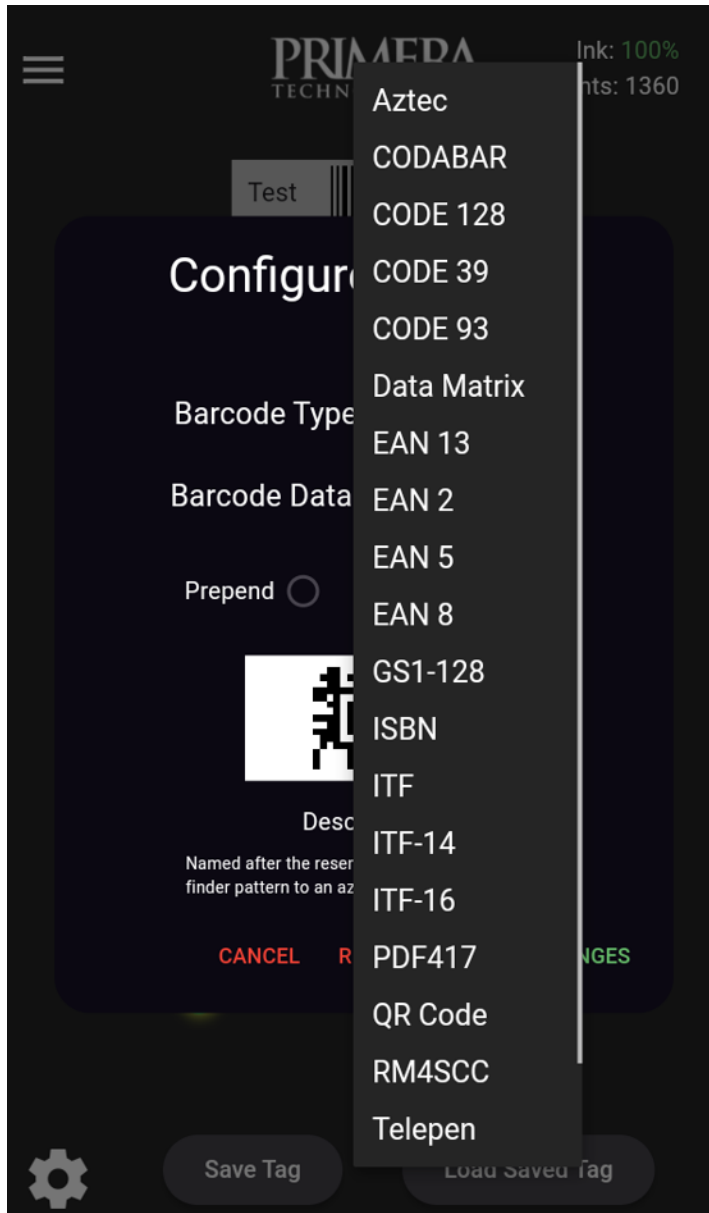 PRIMERA
Ink: 100%
TECHN
nts: 1360
Test
Configur
Barcode Type
Barcode Data
Prepend
Desc
Named after the reser
finder pattern to an az
CANCEL
R
NGES
Save Tag
Load Saved Tag
Aztec
CODABAR
CODE 128
CODE 39
CODE 93
Data Matrix
EAN 13
EAN 2
EAN 5
EAN 8
GS1-128
ISBN
ITF
ITF-14
ITF-16
PDF417
QR Code
RM4SCC
Telepen